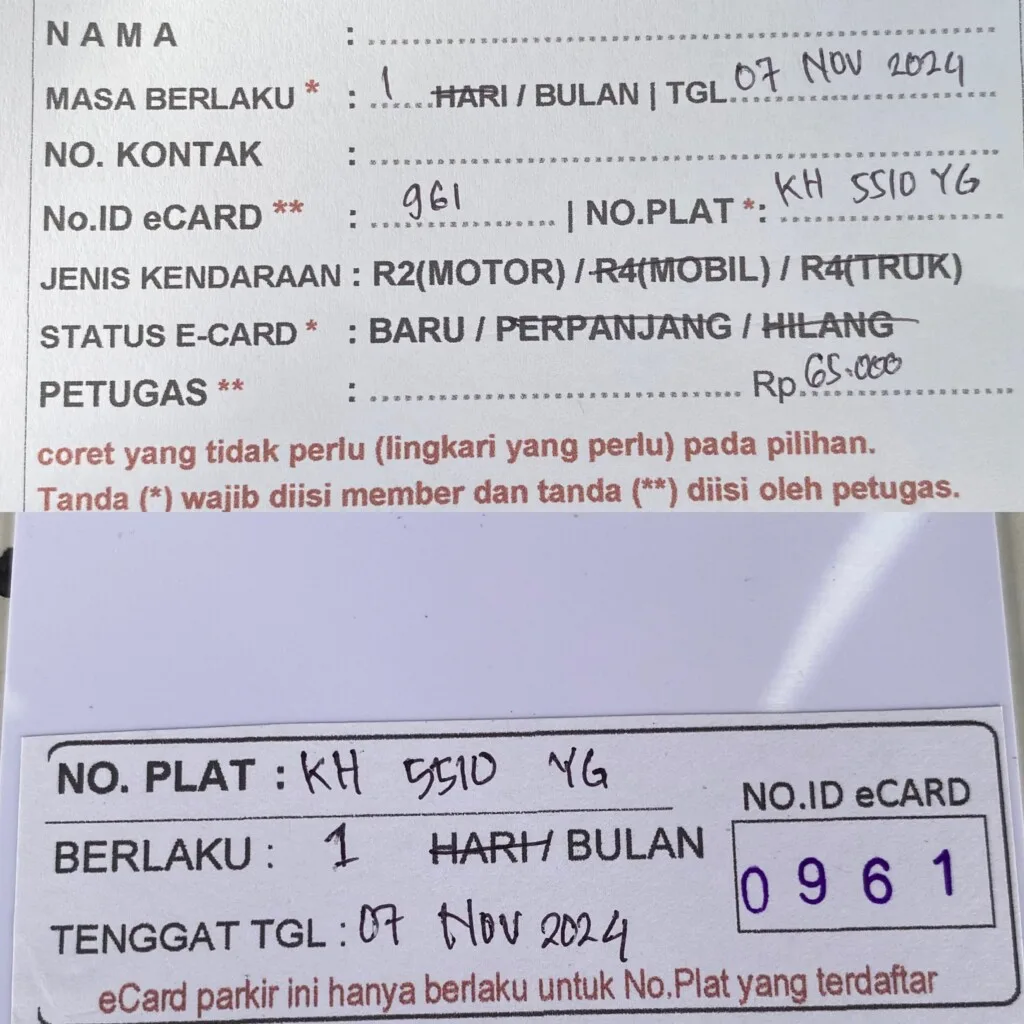 NAMA :
MASA BERLAKU * : 1 HARI / BULAN | TGL 07 NOV 2024
NO. KONTAK :
No.ID eCARD ** : 961 | NO.PLAT *: KH 5510 YG
JENIS KENDARAAN : R2(MOTOR) / R4(MOBIL) / R4(TRUK)
STATUS E-CARD * : BARU / PERPANJANG / HILANG
PETUGAS ** : Rp 65.000
coret yang tidak perlu (lingkari yang perlu) pada pilihan.
Tanda (*) wajib diisi member dan tanda (**) diisi oleh petugas.
NO. PLAT : KH 5510 YG
NO.ID eCARD
BERLAKU : 1 HARI/ BULAN
0961
TENGGAT TGL : 07 Nov 2024
eCard parkir ini hanya berlaku untuk No.Plat yang terdaftar